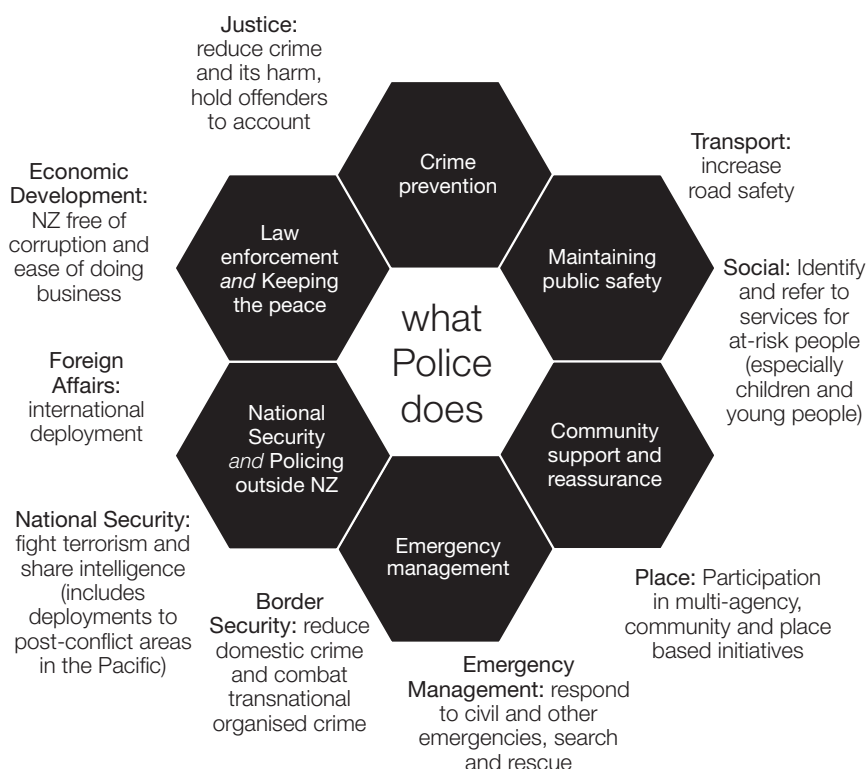 Justice:
reduce crime
and its harm,
hold offenders
to account
Crime
prevention
Transport:
increase
road safety
Economic
Development:
NZ free of
corruption and
ease of doing
business
Law
enforcement
and Keeping
the peace
Maintaining
public safety
Social: Identify
and refer to
services for
at-risk people
(especially
children and
young people)
what
Police
does
Foreign
Affairs:
international
deployment
National
Security
and Policing
outside NZ
Community
support and
reassurance
National Security:
fight terrorism and
share intelligence
(includes
deployments to
post-conflict areas
in the Pacific)
Emergency
management
Border
Security: reduce
domestic crime
and combat
transnational
organised crime
Place: Participation
in multi-agency,
community and place
based initiatives
Emergency
Management: respond
to civil and other
emergencies, search
and rescue